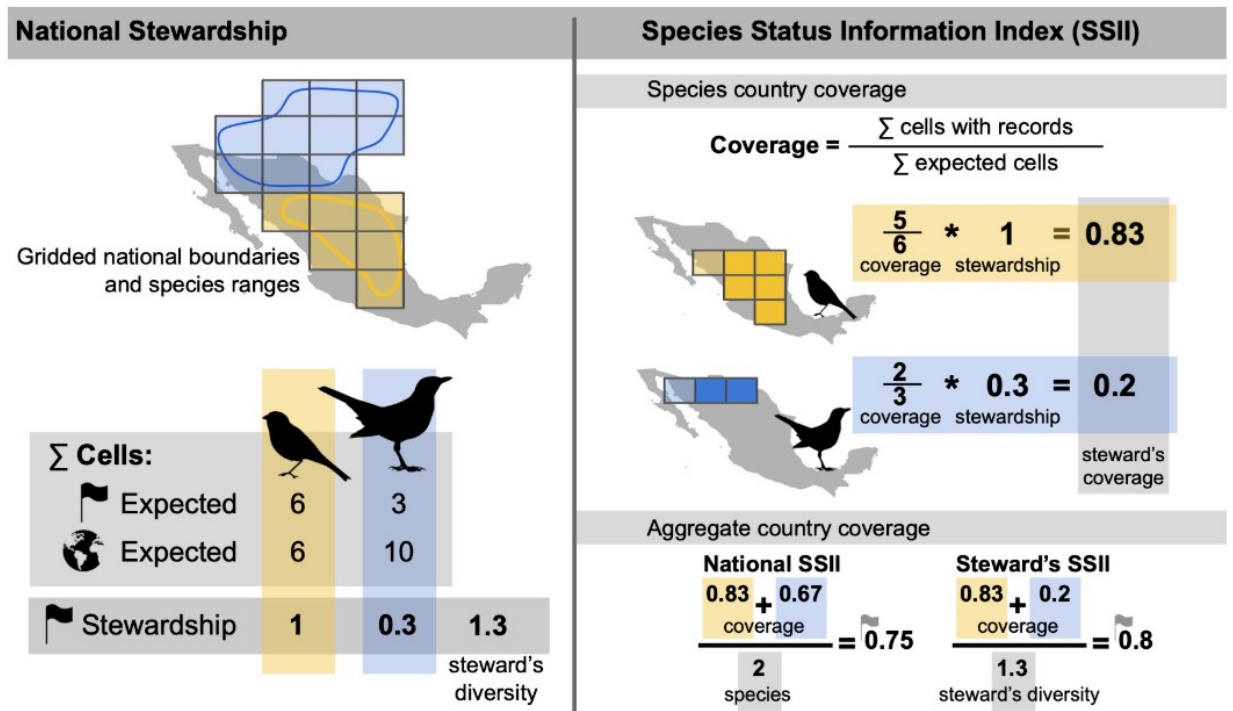 National Stewardship
Gridded national boundaries
and species ranges
∑ Cells:
Expected 6 3
Expected 6 10
Stewardship 1 0.3 1.3
steward's
diversity
Species Status Information Index (SSII)
Species country coverage
Coverage = ∑ cells with records
∑ expected cells
5/6 * 1 = 0.83
coverage stewardship
2/3 * 0.3 = 0.2
coverage stewardship
steward's
coverage
Aggregate country coverage
National SSII
0.83 + 0.67
coverage
= 0.75
2
species
Steward's SSII
0.83 + 0.2
coverage
= 0.8
1.3
steward's diversity